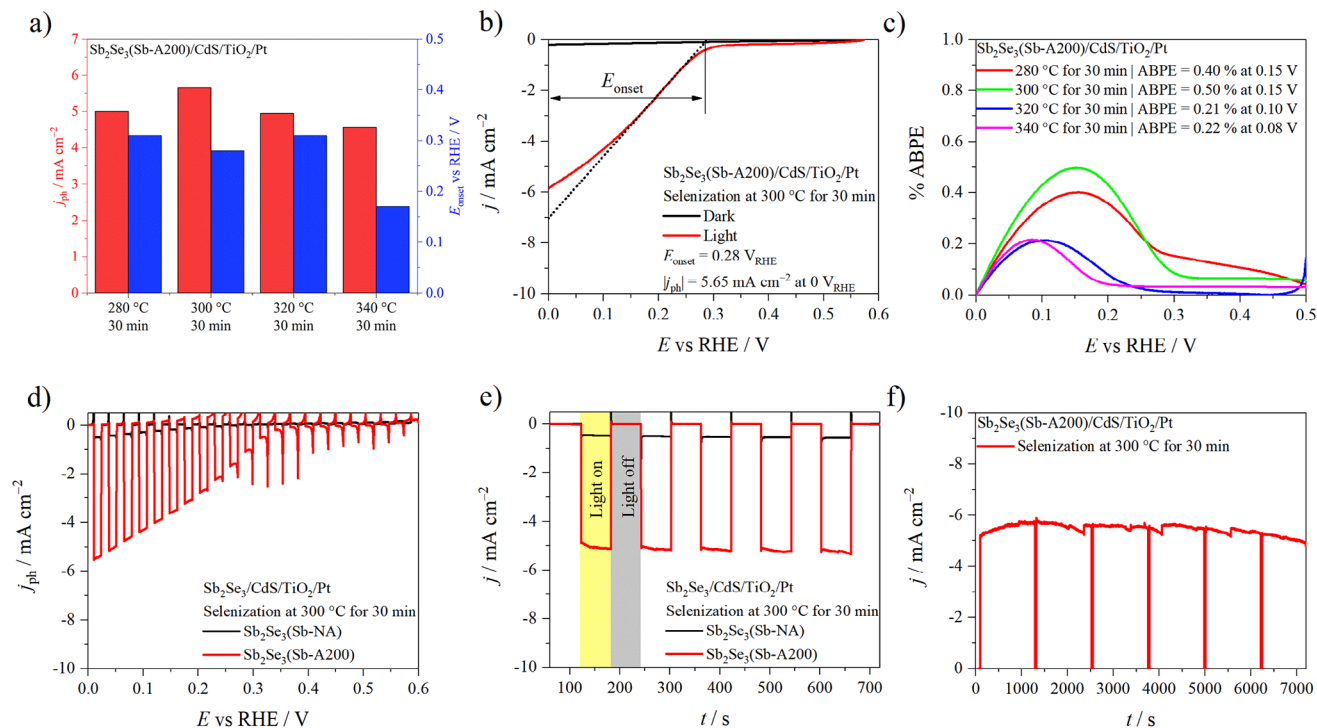 a)
Sb₂Se₃(Sb-A200)/CdS/TiO₂/Pt
7
6
5
4
3
2
1
0
jph / mA cm⁻²
0.5
0.4
0.3
0.2
0.1
0.0
Eonset vs RHE / V
280 °C
30 min
300 °C
30 min
320 °C
30 min
340 °C
30 min
b)
0
-2
-4
-6
-8
-10
j / mA cm⁻²
Eonset
Sb₂Se₃(Sb-A200)/CdS/TiO₂/Pt
Selenization at 300 °C for 30 min
Dark
Light
Eonset = 0.28 VRHE
|jph| = 5.65 mA cm⁻² at 0 VRHE
0.0 0.1 0.2 0.3 0.4 0.5 0.6
E vs RHE / V
c)
1.0
0.8
0.6
0.4
0.2
0.0
% ABPE
Sb₂Se₃(Sb-A200)/CdS/TiO₂/Pt
280 °C for 30 min | ABPE = 0.40 % at 0.15 V
300 °C for 30 min | ABPE = 0.50 % at 0.15 V
320 °C for 30 min | ABPE = 0.21 % at 0.10 V
340 °C for 30 min | ABPE = 0.22 % at 0.08 V
0.0 0.1 0.2 0.3 0.4 0.5
E vs RHE / V
d)
0
-2
-4
-6
-8
-10
jph / mA cm⁻²
Sb₂Se₃/CdS/TiO₂/Pt
Selenization at 300 °C for 30 min
Sb₂Se₃(Sb-NA)
Sb₂Se₃(Sb-A200)
0.0 0.1 0.2 0.3 0.4 0.5 0.6
E vs RHE / V
e)
0
-2
-4
-6
-8
-10
j / mA cm⁻²
Light on
Light off
Sb₂Se₃/CdS/TiO₂/Pt
Selenization at 300 °C for 30 min
Sb₂Se₃(Sb-NA)
Sb₂Se₃(Sb-A200)
100 200 300 400 500 600 700
t / s
f)
-10
-8
-6
-4
-2
0
j / mA cm⁻²
Sb₂Se₃(Sb-A200)/CdS/TiO₂/Pt
Selenization at 300 °C for 30 min
0 1000 2000 3000 4000 5000 6000 7000
t / s